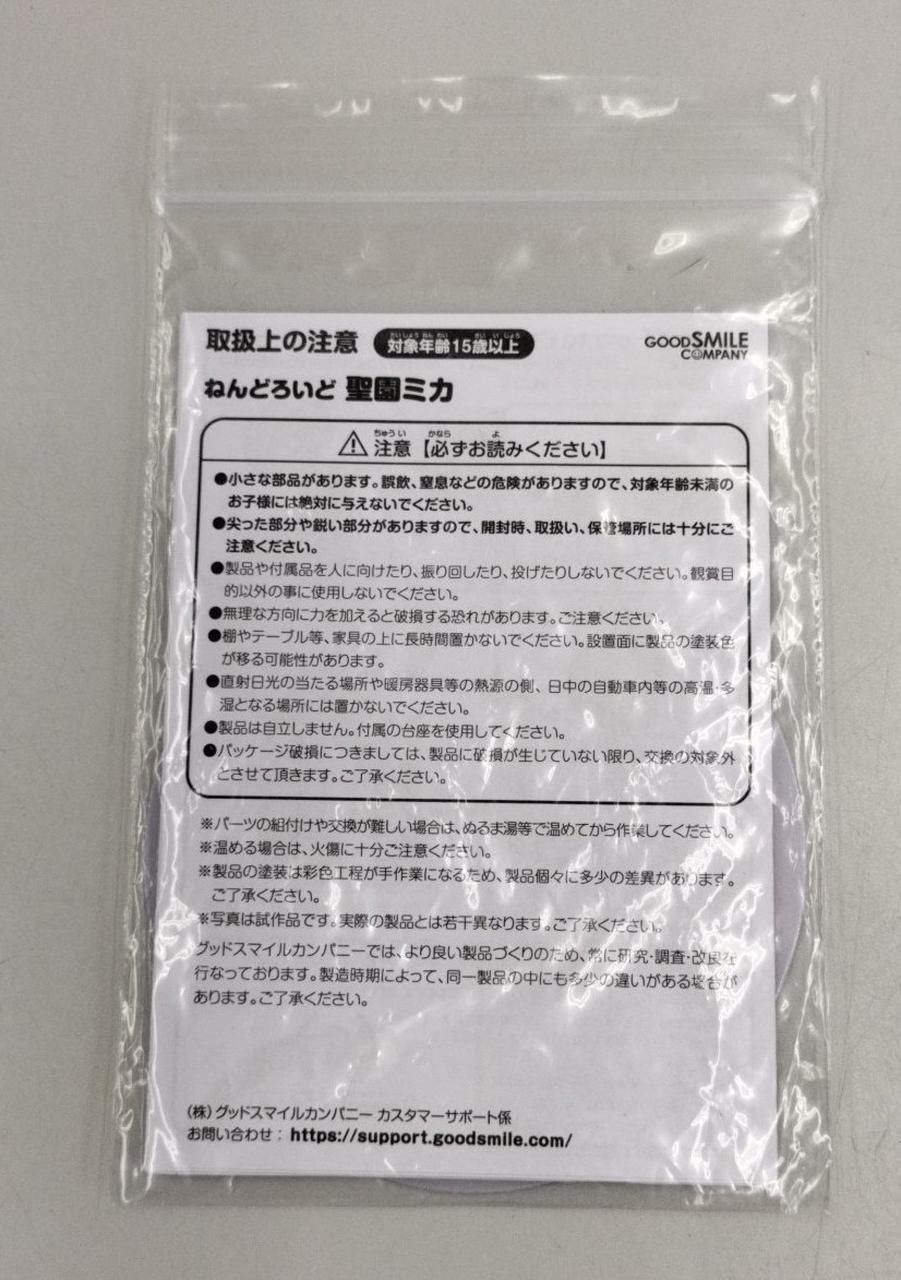 取扱上の注意 対象年齢15歳以上
たいしょう ねん れい さい い じょう
GOOD SMILE
COMPANY
ねんどろいど 聖園ミカ
ちゅう い かなら よ
注意【必ずお読みください】
●小さな部品があります。誤飲、窒息などの危険がありますので、対象年齢未満の
お子様には絶対に与えないでください。
●尖った部分や鋭い部分がありますので、開封時、取扱い、保管場所には十分にご
注意ください。
●製品や付属品を人に向けたり、振り回したり、投げたりしないでください。観賞目
的以外の事に使用しないでください。
●無理な方向に力を加えると破損する恐れがあります。ご注意ください。
●棚やテーブル等、家具の上に長時間置かないでください。設置面に製品の塗装色
が移る可能性があります。
●直射日光の当たる場所や暖房器具等の熱源の側、日中の自動車内等の高温・多
湿となる場所には置かないでください。
●製品は自立しません。付属の台座を使用してください。
●パッケージ破損につきましては、製品に破損が生じていない限り、交換の対象外
とさせて頂きます。ご了承ください。
※パーツの組付けや交換が難しい場合は、ぬるま湯等で温めてから作業してください。
※温める場合は、火傷に十分ご注意ください。
※製品の塗装は彩色工程が手作業になるため、製品個々に多少の差異があります。
ご了承ください。
※写真は試作品です。実際の製品とは若干異なります。ご了承ください。
グッドスマイルカンパニーでは、より良い製品づくりのため、常に研究・調査・改良を
行なっております。製造時期によって、同一製品の中にも多少の違いがある場合が
あります。ご了承ください。
(株)グッドスマイルカンパニー カスタマーサポート係
お問い合わせ：https://support.goodsmile.com/